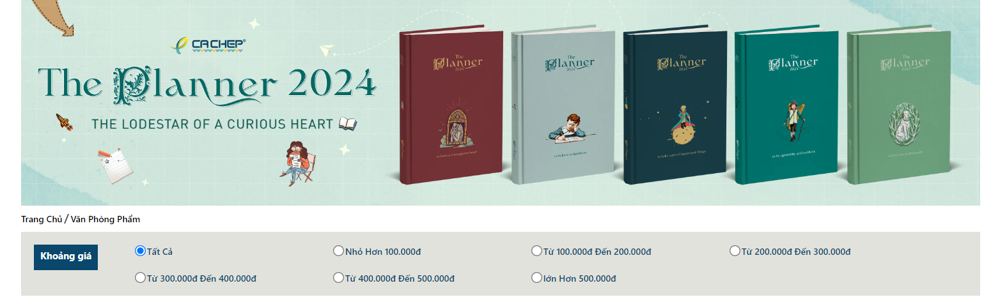 CA CHEP®
The Planner 2024
THE LODESTAR OF A CURIOUS HEART
The
Planner
2024
to have a courageous heart
The
Planner
2024
to believe in kindness
The
Planner
2024
to take care of important things
The
Planner
2024
to be optimistic and resilient
The
Planner
2024
Trang Chủ / Văn Phòng Phẩm
Khoảng giá
Tất Cả
Nhỏ Hơn 100.000đ
Từ 100.000đ Đến 200.000đ
Từ 200.000đ Đến 300.000đ
Từ 300.000đ Đến 400.000đ
Từ 400.000đ Đến 500.000đ
lớn Hơn 500.000đ